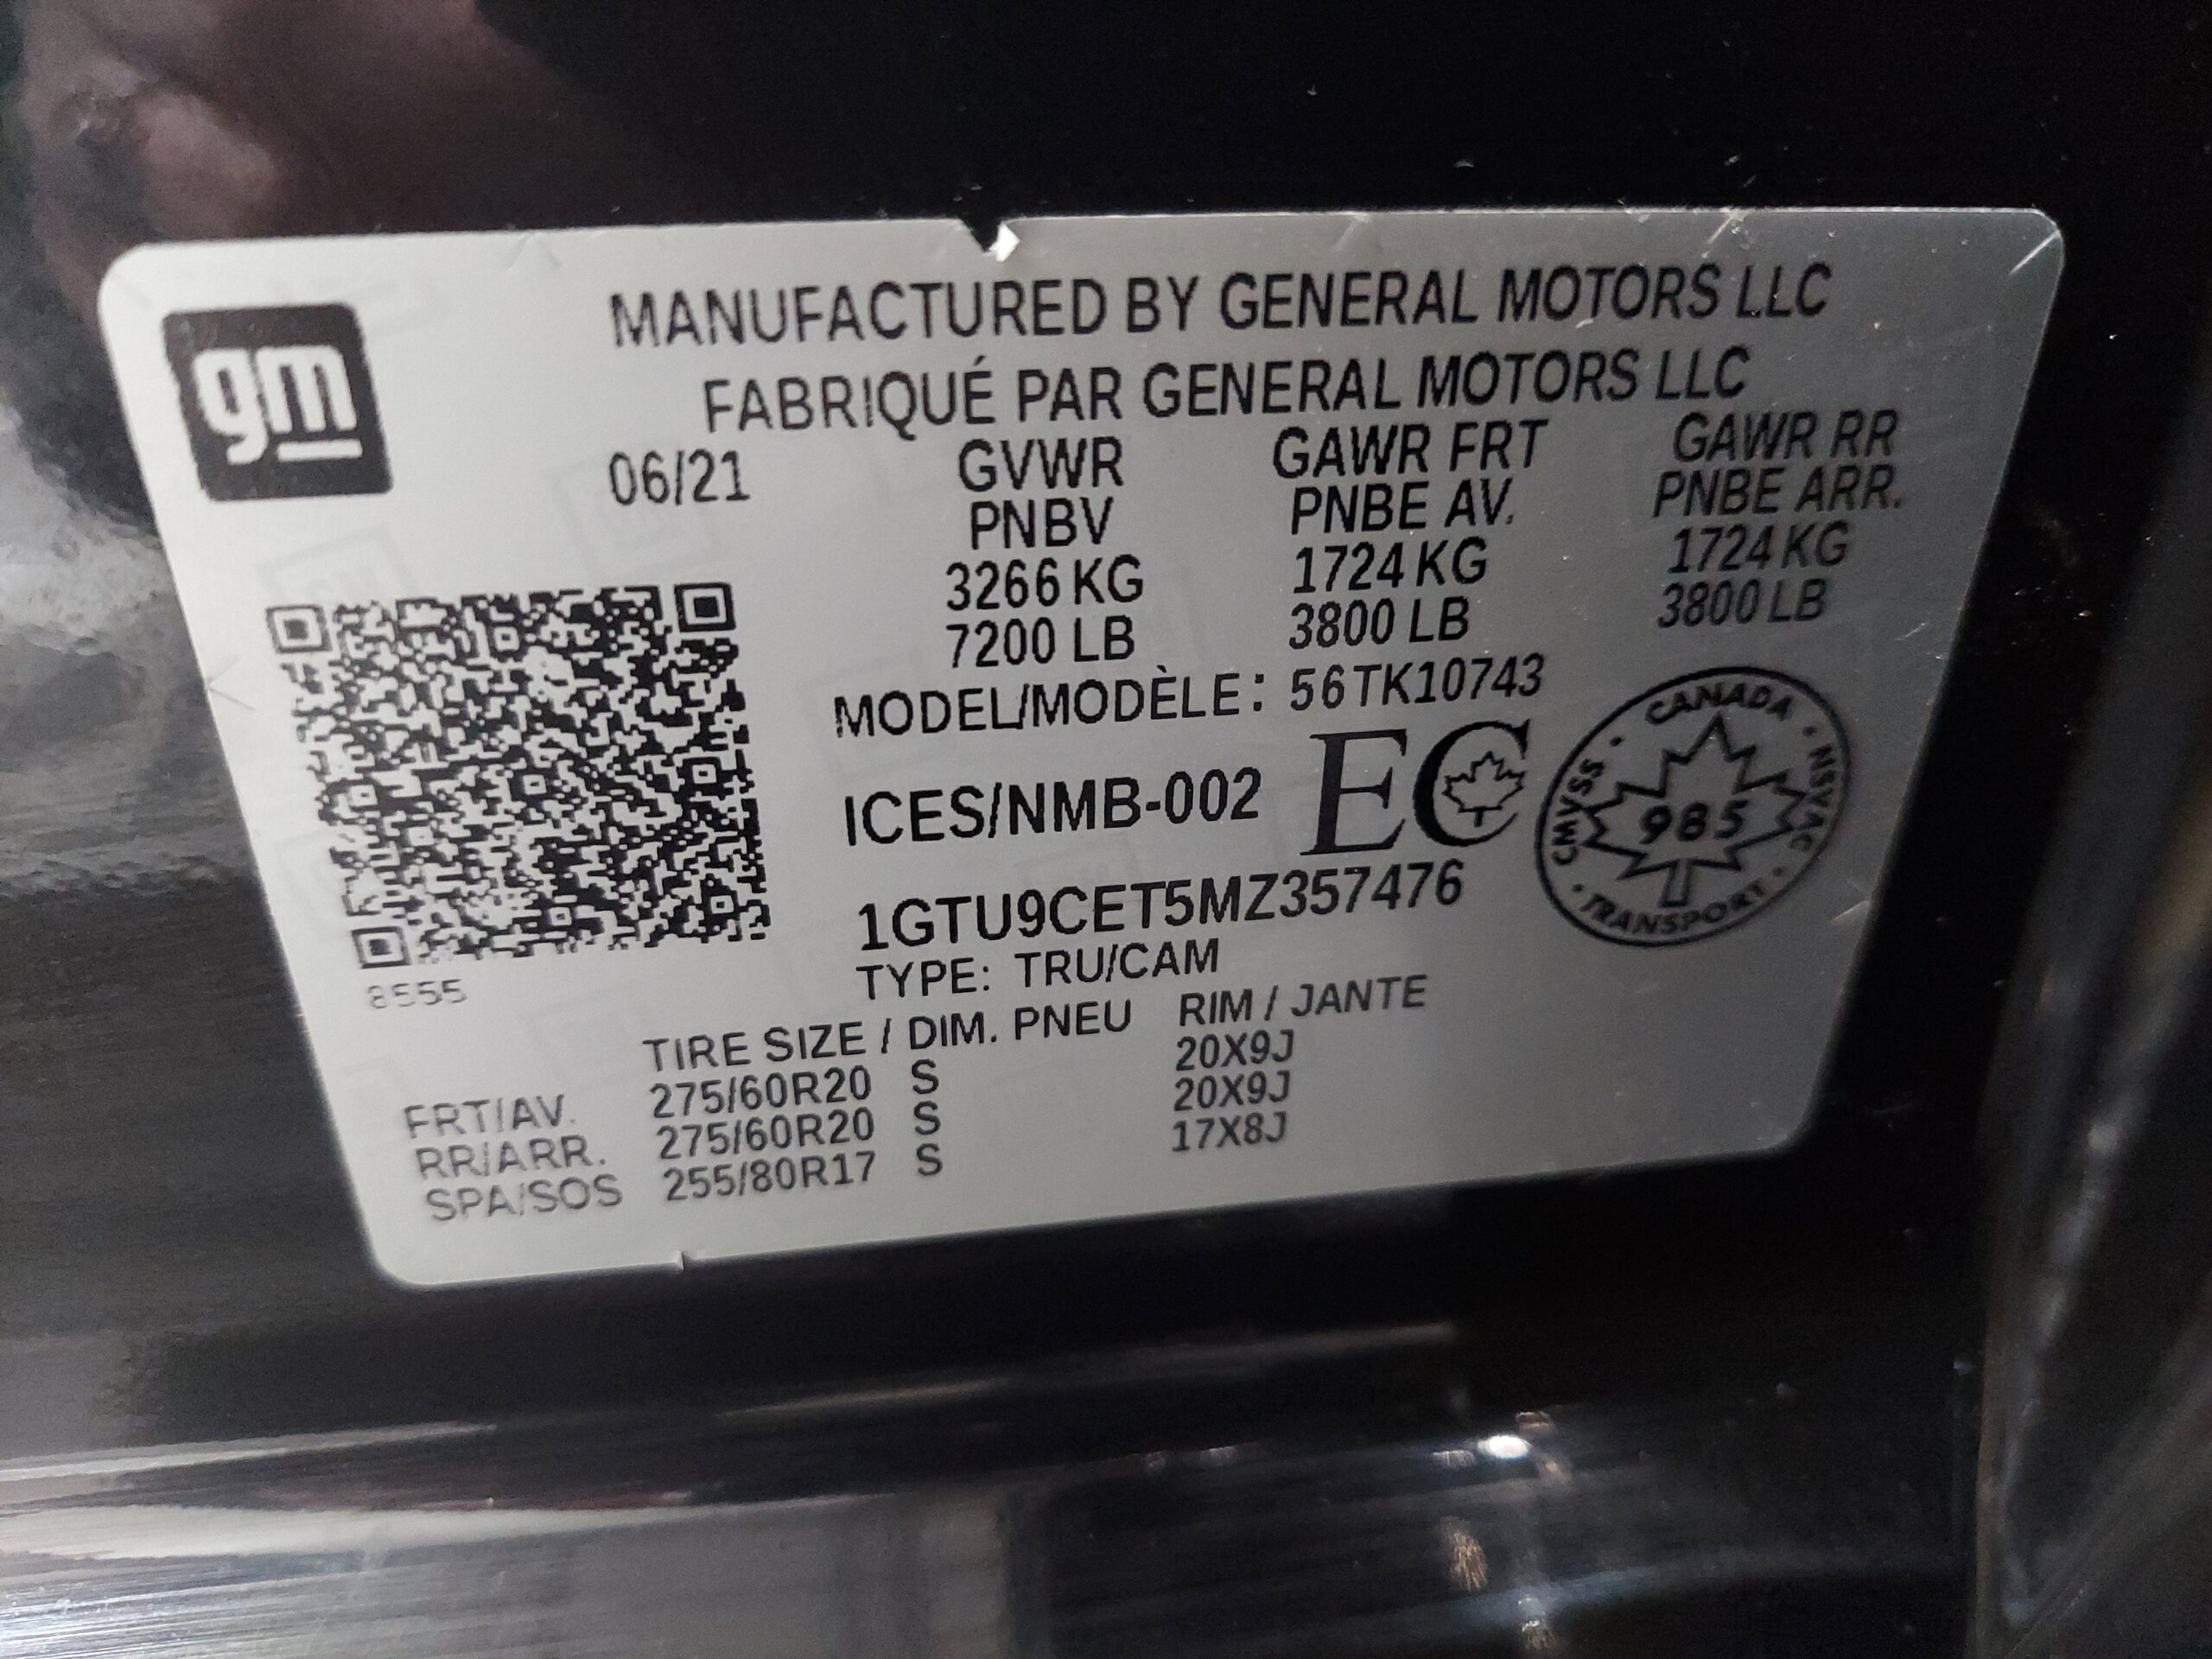 gm
MANUFACTURED BY GENERAL MOTORS LLC
FABRIQUÉ PAR GENERAL MOTORS LLC
06/21 GVWR GAWR FRT GAWR RR
PNBV PNBE AV. PNBE ARR.
3266 KG 1724 KG 1724 KG
7200 LB 3800 LB 3800 LB
MODEL/MODÈLE: 56TK10743
ICES/NMB-002 EC
CANADA · NSVAC · TRANSPORT · CMVSS ·
985
1GTU9CET5MZ357476
TYPE: TRU/CAM
8555
TIRE SIZE / DIM. PNEU RIM / JANTE
FRT/AV. 275/60R20 S 20X9J
RR/ARR. 275/60R20 S 20X9J
SPA/SOS 255/80R17 S 17X8J